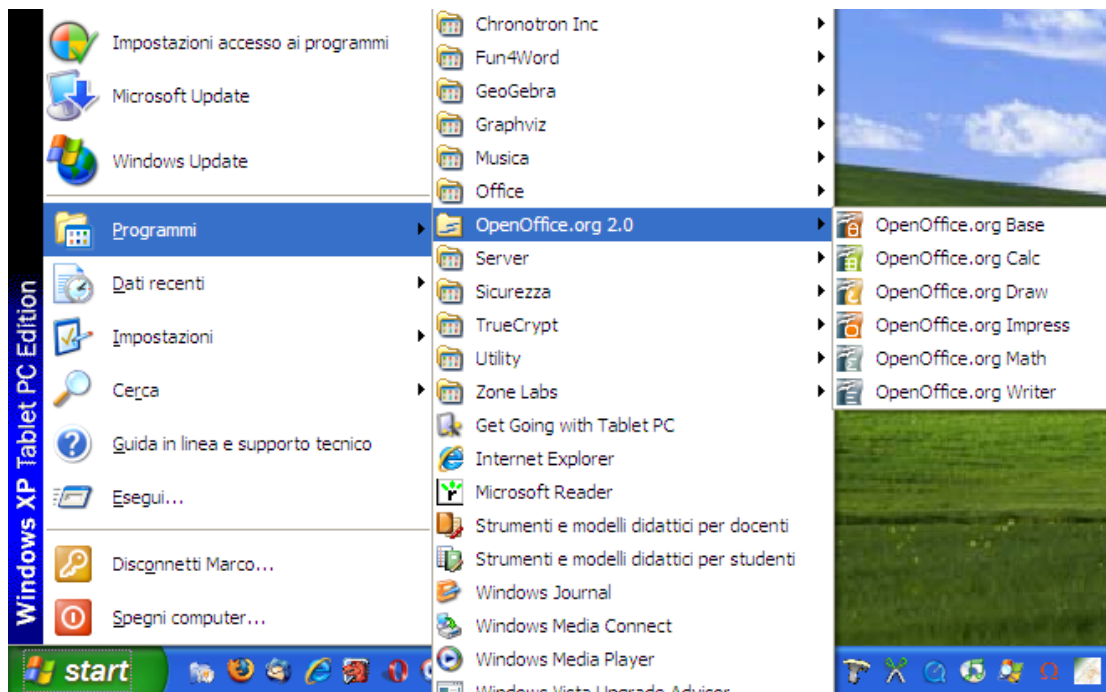 Impostazioni accesso ai programmi
Microsoft Update
Windows Update
Programmi
Dati recenti
Impostazioni
Cerca
Guida in linea e supporto tecnico
Esegui...
Disconnetti Marco...
Spegni computer...
Windows XP Tablet PC Edition
start
Chronotron Inc
Fun4Word
GeoGebra
Graphviz
Musica
Office
OpenOffice.org 2.0
Server
Sicurezza
TrueCrypt
Utility
Zone Labs
Get Going with Tablet PC
Internet Explorer
Microsoft Reader
Strumenti e modelli didattici per docenti
Strumenti e modelli didattici per studenti
Windows Journal
Windows Media Connect
Windows Media Player
Windows Vista Upgrade Advisor
OpenOffice.org Base
OpenOffice.org Calc
OpenOffice.org Draw
OpenOffice.org Impress
OpenOffice.org Math
OpenOffice.org Writer